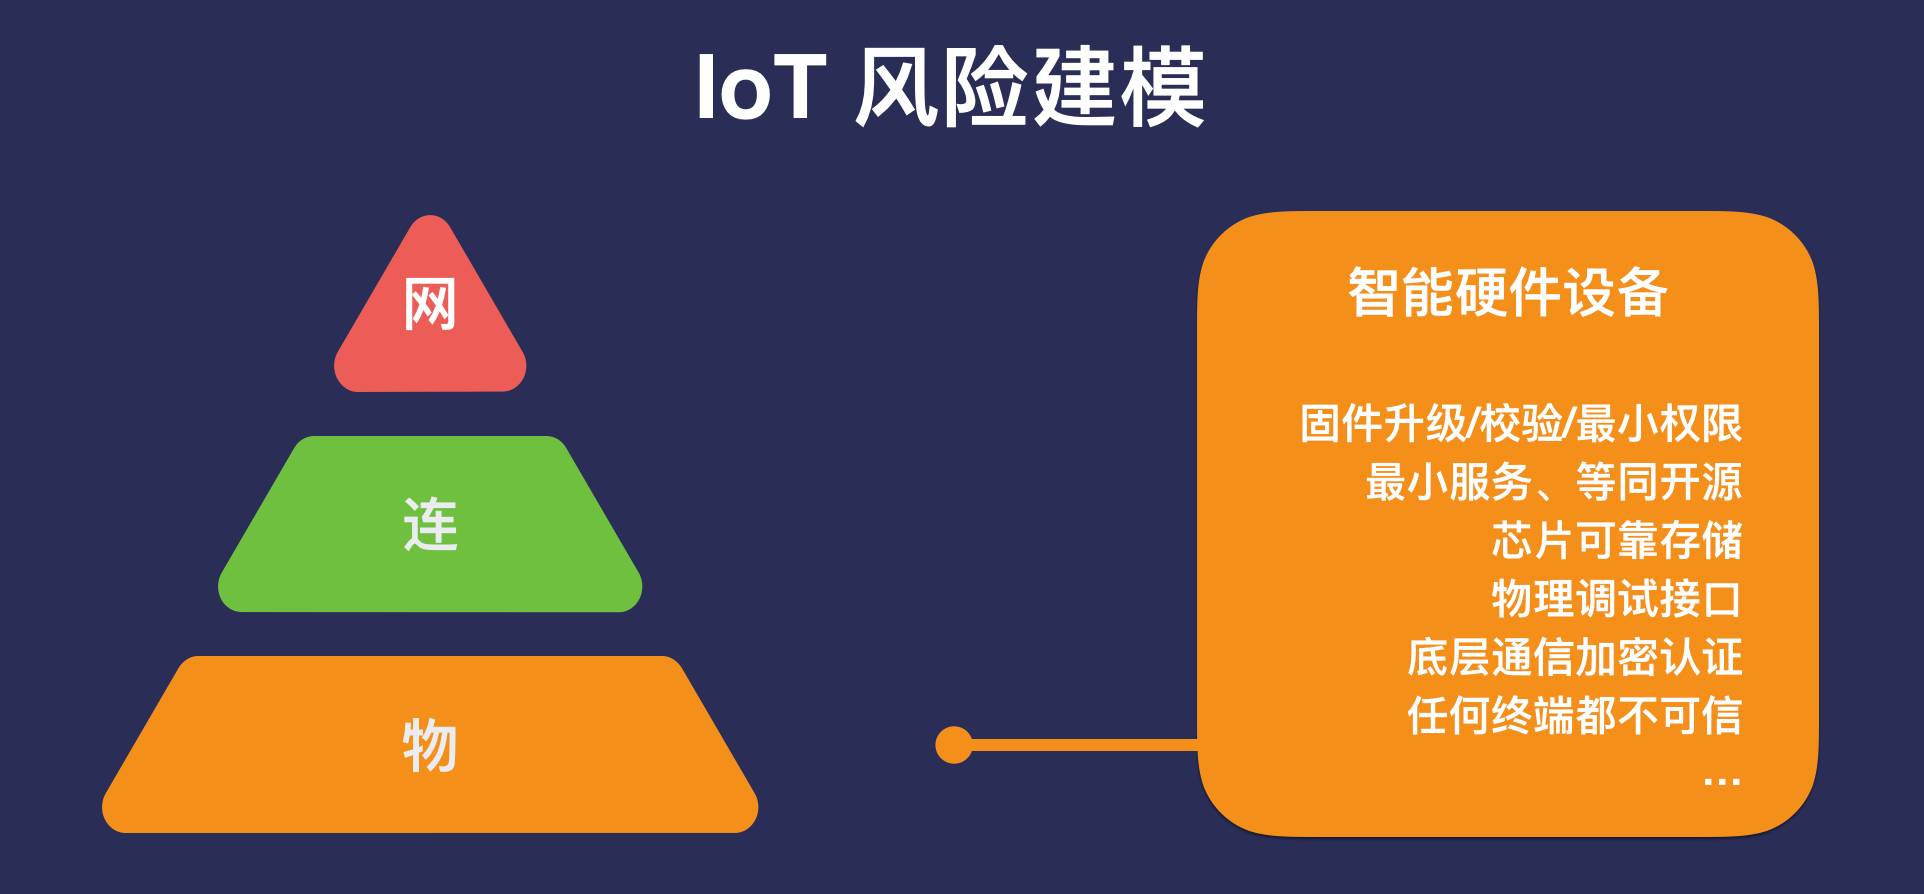 IoT 风险建模
网
连
物
智能硬件设备
固件升级/校验/最小权限
最小服务、等同开源
芯片可靠存储
物理调试接口
底层通信加密认证
任何终端都不可信
...